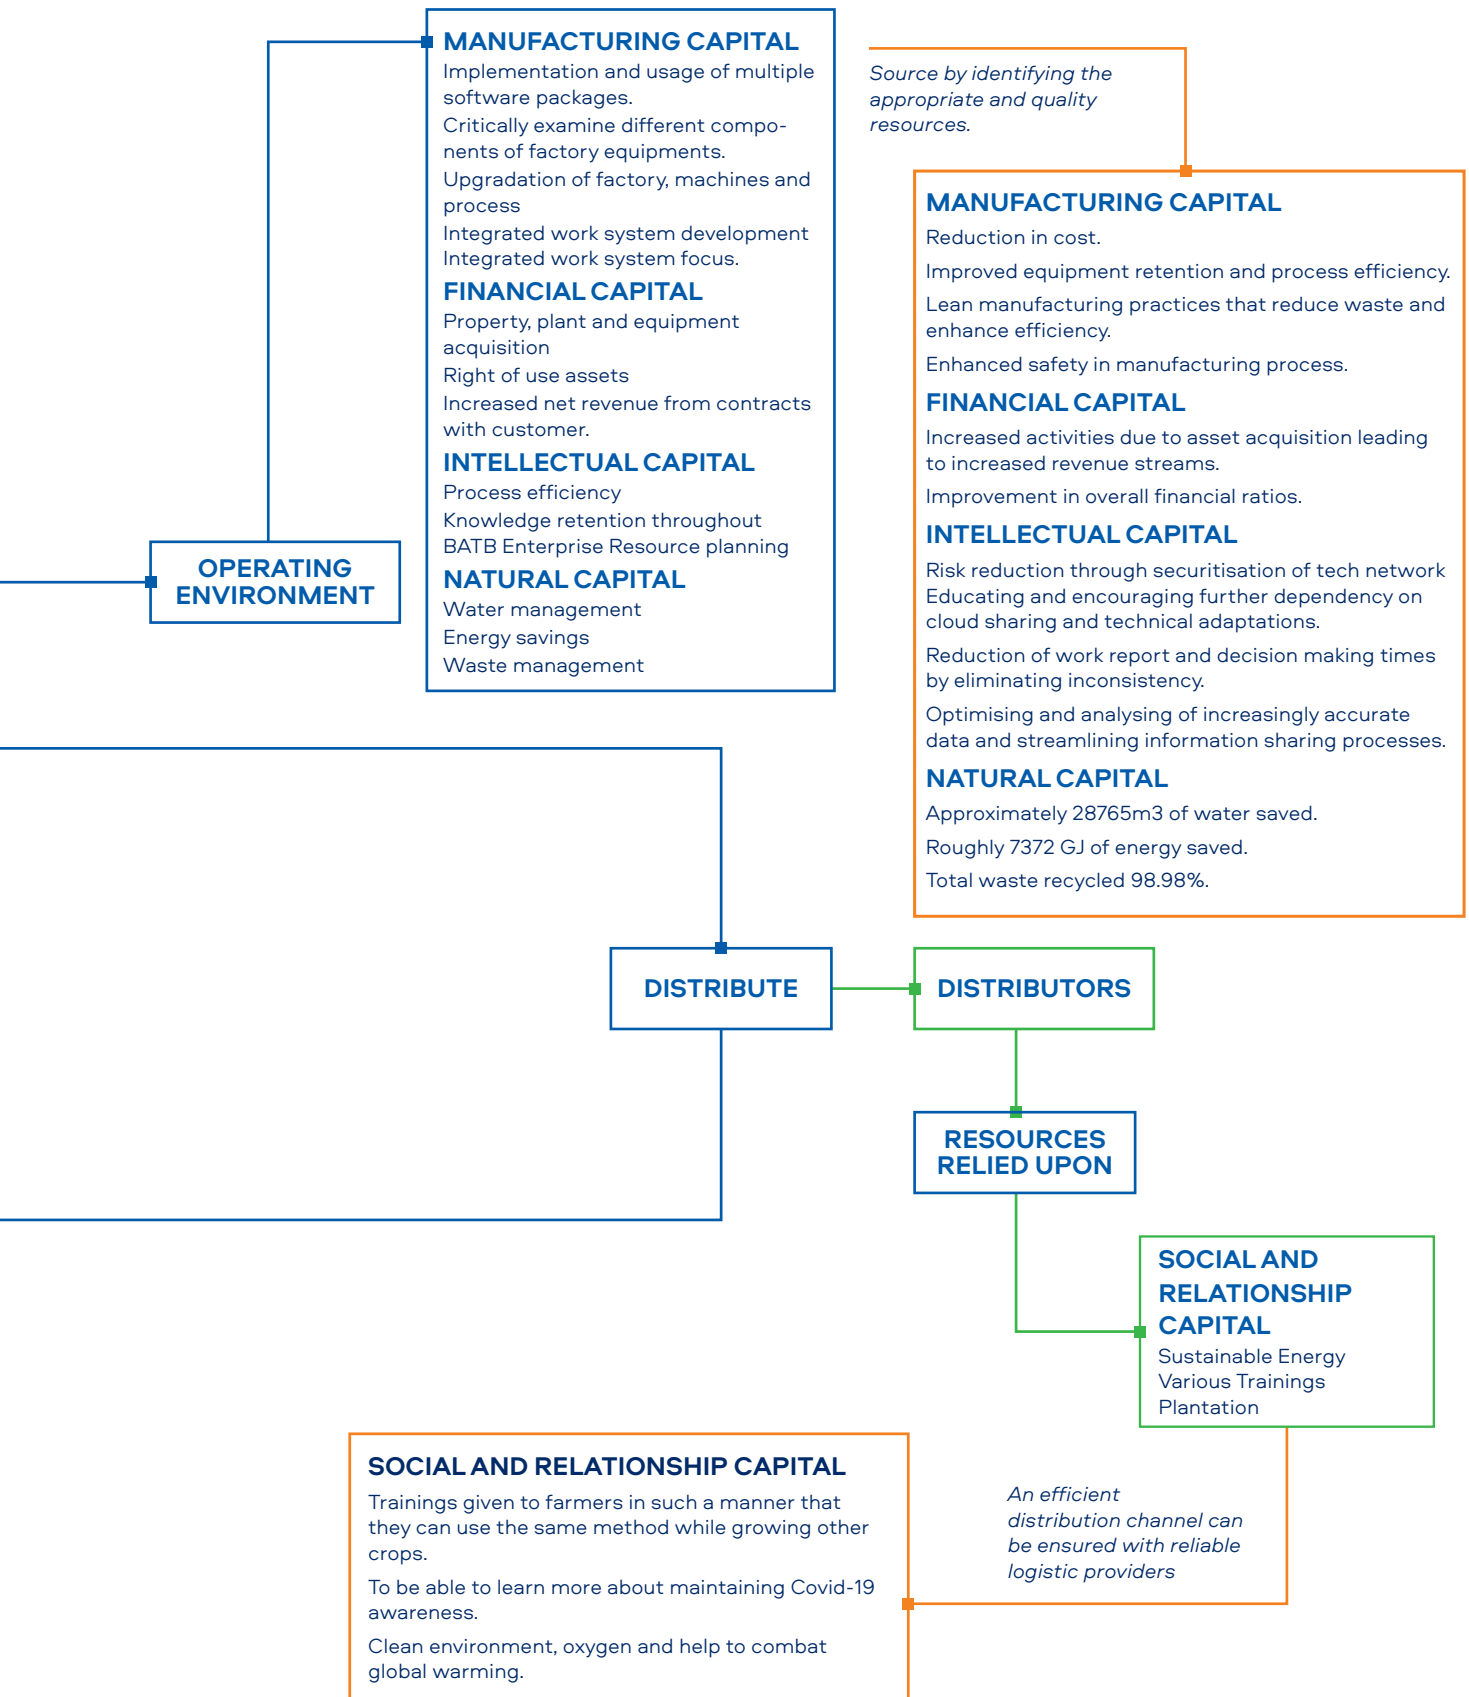 MANUFACTURING CAPITAL
Implementation and usage of multiple
software packages.
Critically examine different compo-
nents of factory equipments.
Upgradation of factory, machines and
process
Integrated work system development
Integrated work system focus.
FINANCIAL CAPITAL
Property, plant and equipment
acquisition
Right of use assets
Increased net revenue from contracts
with customer.
INTELLECTUAL CAPITAL
Process efficiency
Knowledge retention throughout
BATB Enterprise Resource planning
NATURAL CAPITAL
Water management
Energy savings
Waste management
OPERATING
ENVIRONMENT
Source by identifying the
appropriate and quality
resources.
MANUFACTURING CAPITAL
Reduction in cost.
Improved equipment retention and process efficiency.
Lean manufacturing practices that reduce waste and
enhance efficiency.
Enhanced safety in manufacturing process.
FINANCIAL CAPITAL
Increased activities due to asset acquisition leading
to increased revenue streams.
Improvement in overall financial ratios.
INTELLECTUAL CAPITAL
Risk reduction through securitisation of tech network
Educating and encouraging further dependency on
cloud sharing and technical adaptations.
Reduction of work report and decision making times
by eliminating inconsistency.
Optimising and analysing of increasingly accurate
data and streamlining information sharing processes.
NATURAL CAPITAL
Approximately 28765m3 of water saved.
Roughly 7372 GJ of energy saved.
Total waste recycled 98.98%.
DISTRIBUTE
DISTRIBUTORS
RESOURCES
RELIED UPON
SOCIAL AND
RELATIONSHIP
CAPITAL
Sustainable Energy
Various Trainings
Plantation
An efficient
distribution channel can
be ensured with reliable
logistic providers
SOCIAL AND RELATIONSHIP CAPITAL
Trainings given to farmers in such a manner that
they can use the same method while growing other
crops.
To be able to learn more about maintaining Covid-19
awareness.
Clean environment, oxygen and help to combat
global warming.